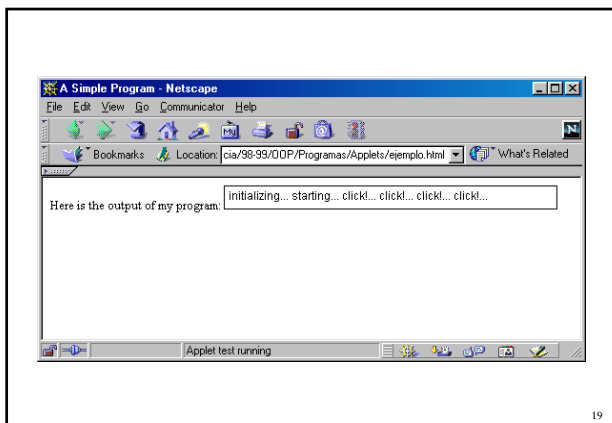 A Simple Program - Netscape
File Edit View Go Communicator Help
My
N
Bookmarks Location: cia/98-99/OOP/Programas/Applets/ejemplo.html What's Related
Here is the output of my program: initializing... starting... click!... click!... click!... click!...
Applet test running
19